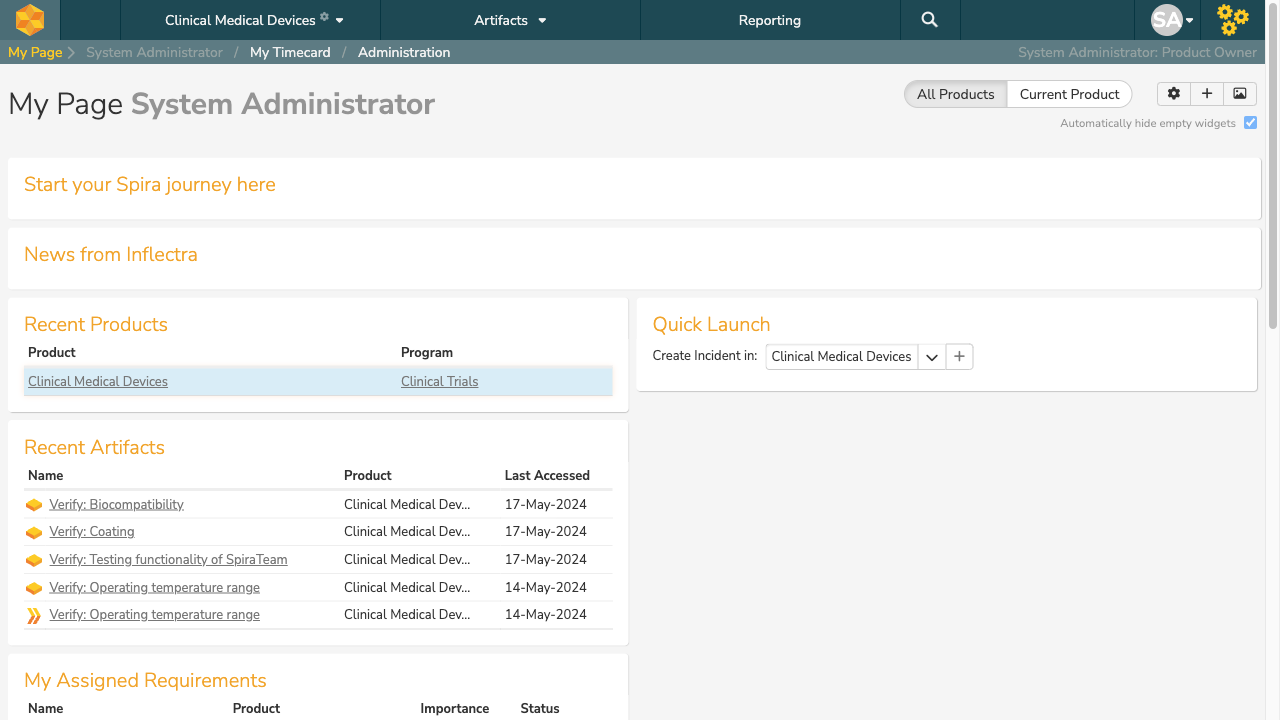 Clinical Medical Devices Artifacts Reporting SA
My Page System Administrator / My Timecard / Administration System Administrator: Product Owner
My Page System Administrator
All Products Current Product
Automatically hide empty widgets
Start your Spira journey here
News from Inflectra
Recent Products
Product Program
Clinical Medical Devices Clinical Trials
Quick Launch
Create Incident in: Clinical Medical Devices
Recent Artifacts
Name Product Last Accessed
Verify: Biocompatibility Clinical Medical Dev... 17-May-2024
Verify: Coating Clinical Medical Dev... 17-May-2024
Verify: Testing functionality of SpiraTeam Clinical Medical Dev... 17-May-2024
Verify: Operating temperature range Clinical Medical Dev... 14-May-2024
Verify: Operating temperature range Clinical Medical Dev... 14-May-2024
My Assigned Requirements
Name Product Importance Status